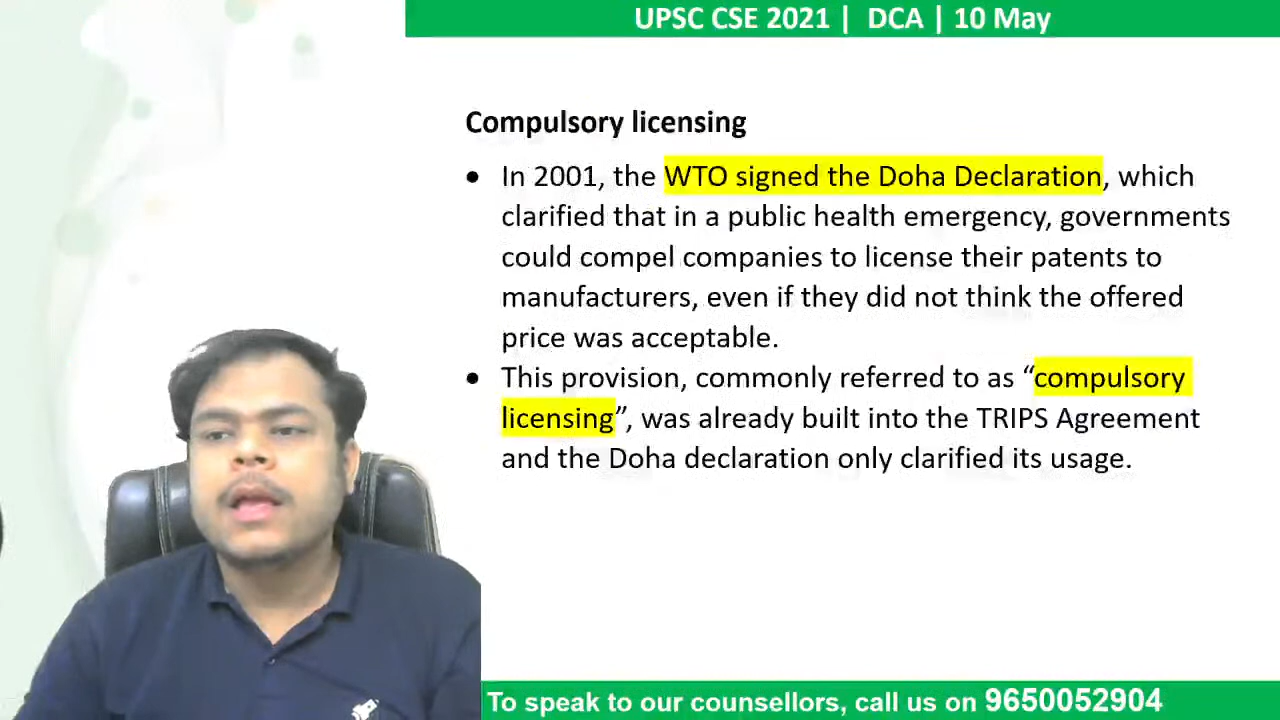 UPSC CSE 2021 | DCA | 10 May
Compulsory licensing
• In 2001, the WTO signed the Doha Declaration, which
clarified that in a public health emergency, governments
could compel companies to license their patents to
manufacturers, even if they did not think the offered
price was acceptable.
• This provision, commonly referred to as “compulsory
licensing”, was already built into the TRIPS Agreement
and the Doha declaration only clarified its usage.
To speak to our counsellors, call us on 9650052904